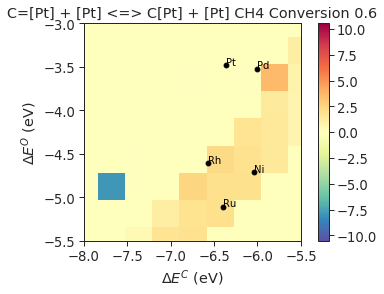 C=[Pt] + [Pt] <=> C[Pt] + [Pt] CH4 Conversion 0.6
−3.0
−3.5
−4.0
−4.5
−5.0
−5.5
ΔE^O (eV)
Pt
Pd
Rh
Ni
Ru
−8.0 −7.5 −7.0 −6.5 −6.0 −5.5
ΔE^C (eV)
10.0
7.5
5.0
2.5
0.0
−2.5
−5.0
−7.5
−10.0